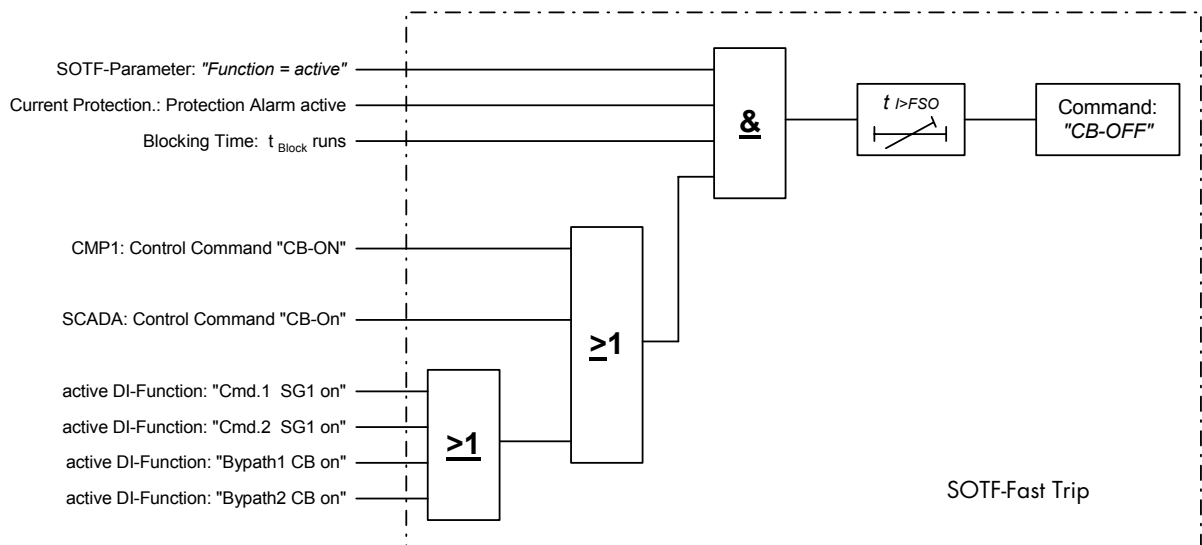 SOTF-Parameter: "Function = active"
Current Protection.: Protection Alarm active
Blocking Time: t Block runs
&
t I>FSO
Command:
"CB-OFF"
CMP1: Control Command "CB-ON"
SCADA: Control Command "CB-On"
≥1
active DI-Function: "Cmd.1 SG1 on"
active DI-Function: "Cmd.2 SG1 on"
active DI-Function: "Bypath1 CB on"
active DI-Function: "Bypath2 CB on"
≥1
SOTF-Fast Trip